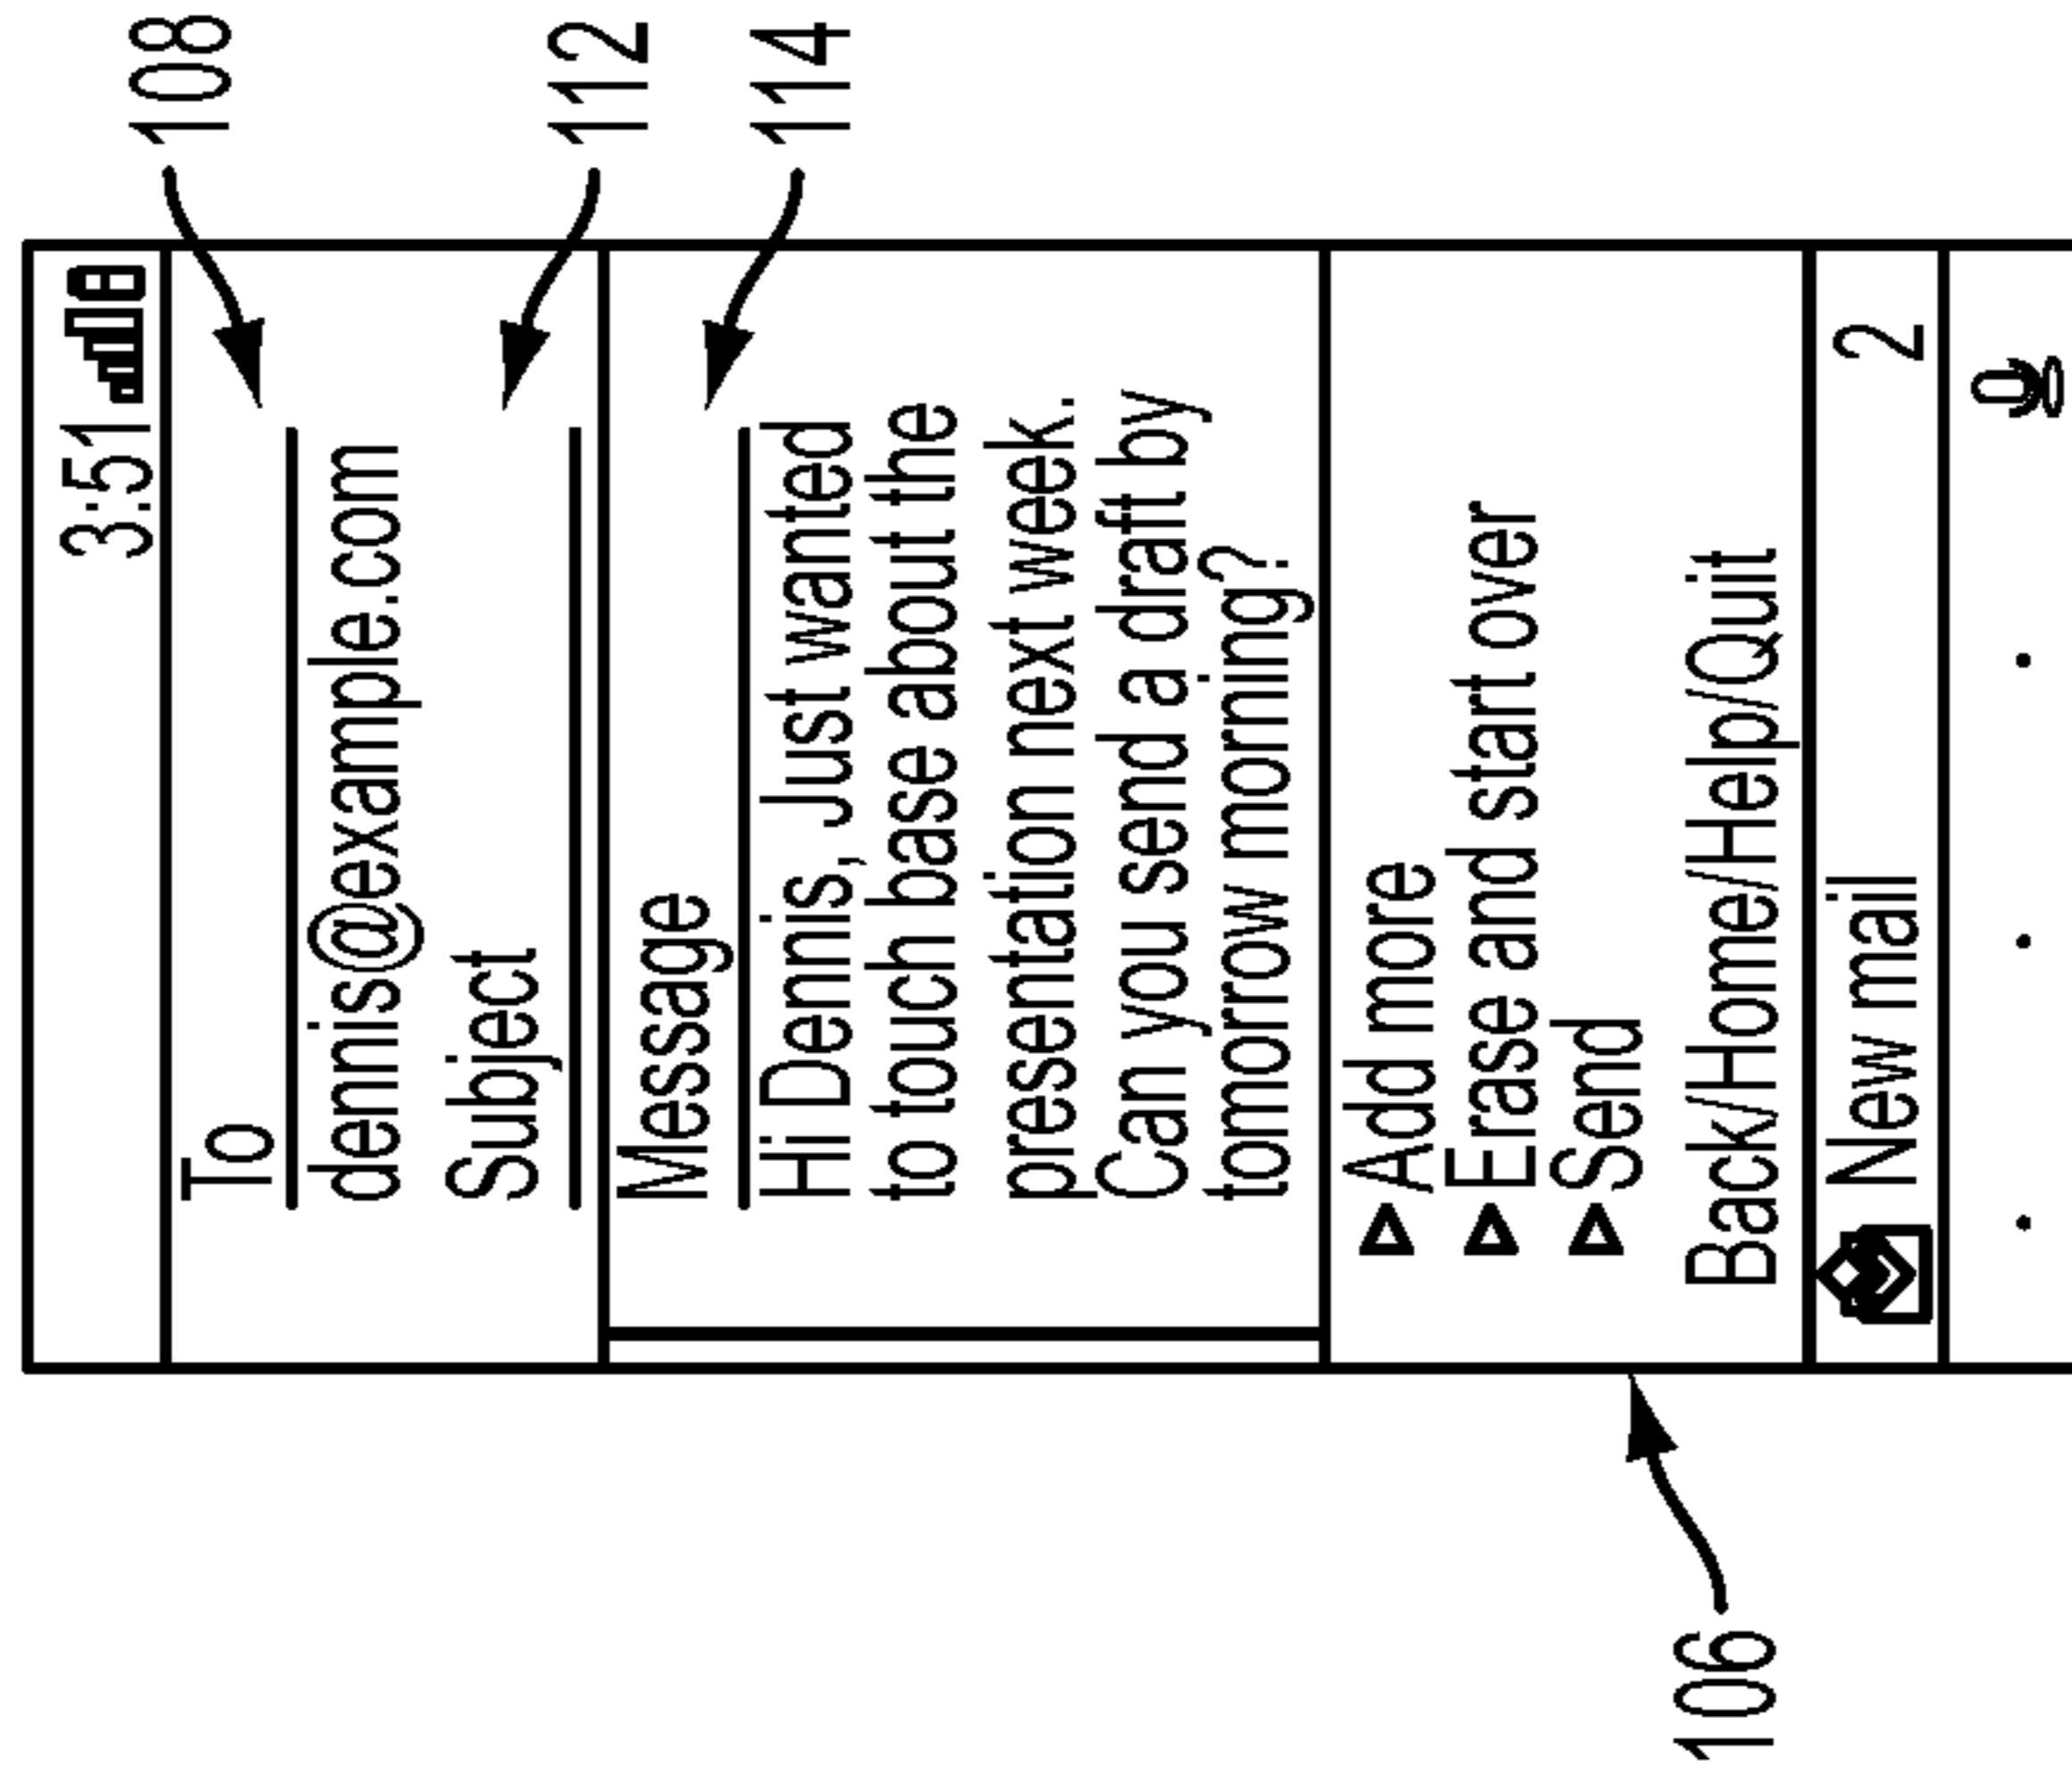 3:51
108
To
dennis@example.com
112
Subject
114
Message
Hi Dennis, Just wanted
to touch base about the
presentation next week.
Can you send a draft by
tomorrow morning?
Add more
Erase and start over
Send
106
Back/Home/Help/Quit
New mail 2